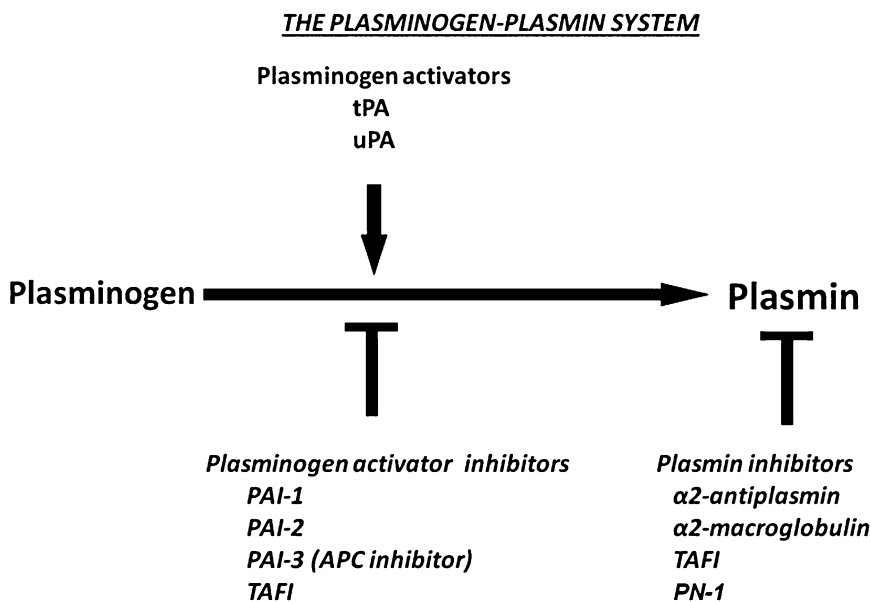 THE PLASMINOGEN-PLASMIN SYSTEM
Plasminogen activators
tPA
uPA
Plasminogen
Plasmin
Plasminogen activator inhibitors
PAI-1
PAI-2
PAI-3 (APC inhibitor)
TAFI
Plasmin inhibitors
α2-antiplasmin
α2-macroglobulin
TAFI
PN-1